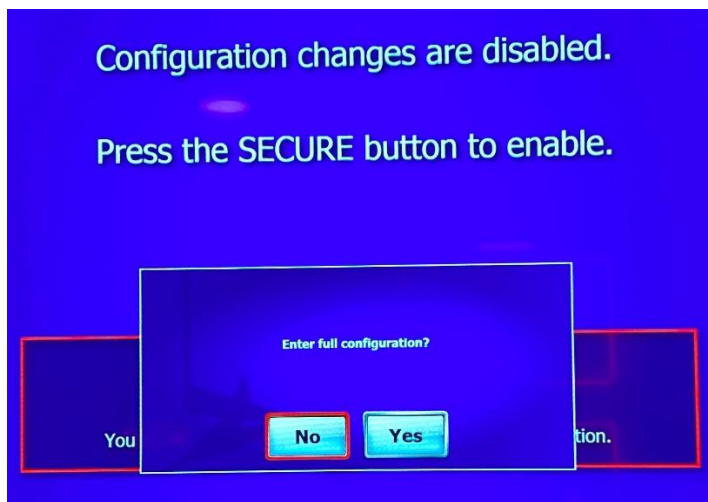 Configuration changes are disabled.
Press the SECURE button to enable.
Enter full configuration?
No Yes
You tion.